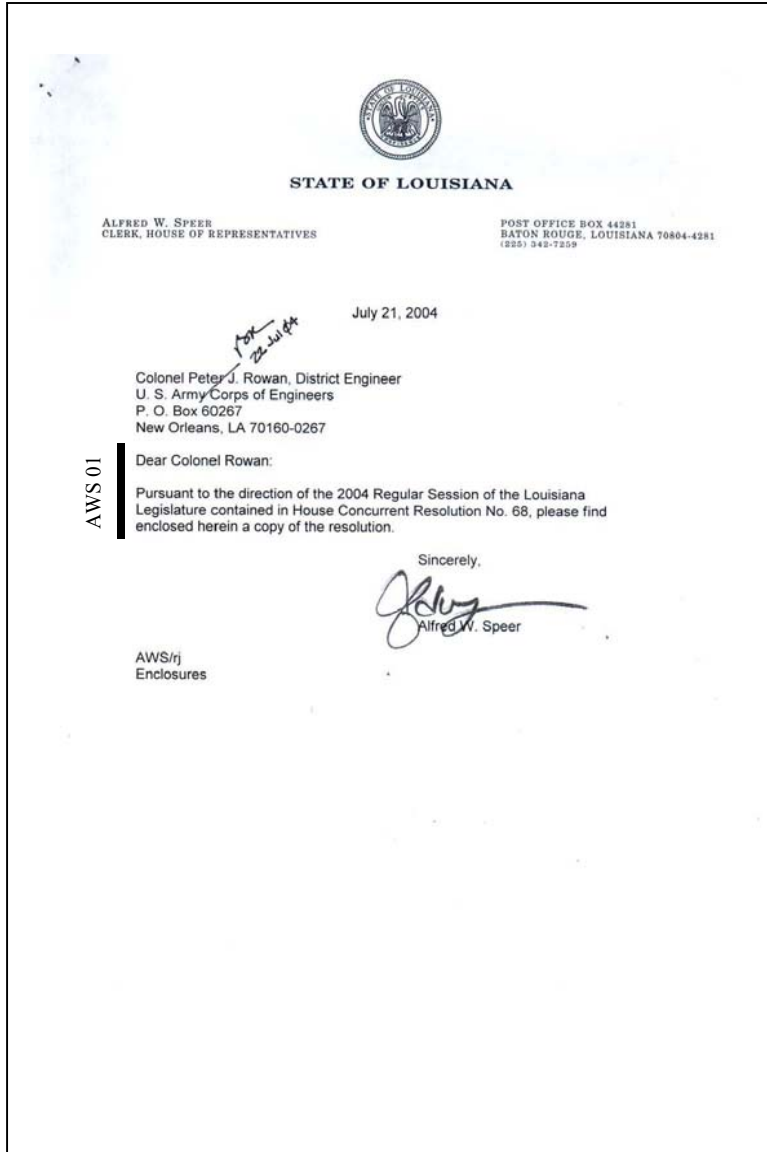 STATE OF LOUISIANA
ALFRED W. SPEER
CLERK, HOUSE OF REPRESENTATIVES
POST OFFICE BOX 44281
BATON ROUGE, LOUISIANA 70804-4281
(225) 342-7259
July 21, 2004
22 Jul 04
Colonel Peter J. Rowan, District Engineer
U. S. Army Corps of Engineers
P. O. Box 60267
New Orleans, LA 70160-0267
AWS 01
Dear Colonel Rowan:
Pursuant to the direction of the 2004 Regular Session of the Louisiana
Legislature contained in House Concurrent Resolution No. 68, please find
enclosed herein a copy of the resolution.
Sincerely,
Alfred W. Speer
AWS/rj
Enclosures